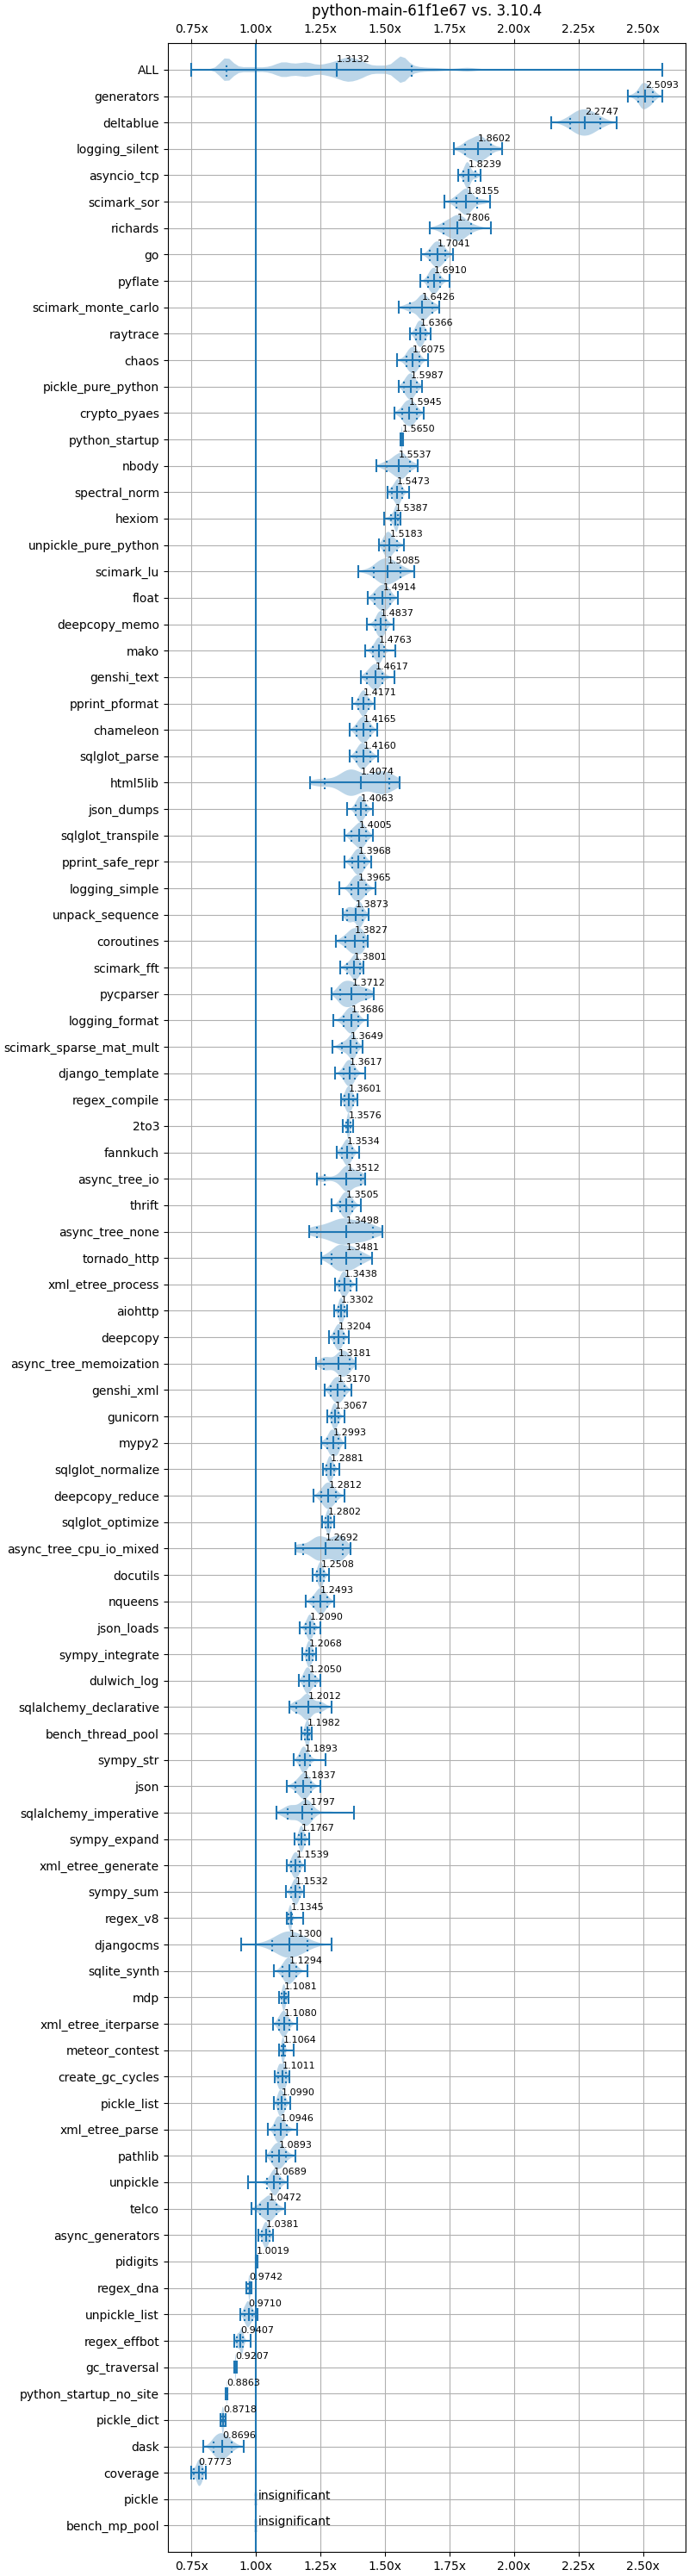 python-main-61f1e67 vs. 3.10.4
0.75x 1.00x 1.25x 1.50x 1.75x 2.00x 2.25x 2.50x
ALL 1.3132
generators 2.5093
deltablue 2.2747
logging_silent 1.8602
asyncio_tcp 1.8239
scimark_sor 1.8155
richards 1.7806
go 1.7041
pyflate 1.6910
scimark_monte_carlo 1.6426
raytrace 1.6366
chaos 1.6075
pickle_pure_python 1.5987
crypto_pyaes 1.5945
python_startup 1.5650
nbody 1.5537
spectral_norm 1.5473
hexiom 1.5387
unpickle_pure_python 1.5183
scimark_lu 1.5085
float 1.4914
deepcopy_memo 1.4837
mako 1.4763
genshi_text 1.4617
pprint_pformat 1.4171
chameleon 1.4165
sqlglot_parse 1.4160
html5lib 1.4074
json_dumps 1.4063
sqlglot_transpile 1.4005
pprint_safe_repr 1.3968
logging_simple 1.3965
unpack_sequence 1.3873
coroutines 1.3827
scimark_fft 1.3801
pycparser 1.3712
logging_format 1.3686
scimark_sparse_mat_mult 1.3649
django_template 1.3617
regex_compile 1.3601
2to3 1.3576
fannkuch 1.3534
async_tree_io 1.3512
thrift 1.3505
async_tree_none 1.3498
tornado_http 1.3481
xml_etree_process 1.3438
aiohttp 1.3302
deepcopy 1.3204
async_tree_memoization 1.3181
genshi_xml 1.3170
gunicorn 1.3067
mypy2 1.2993
sqlglot_normalize 1.2881
deepcopy_reduce 1.2812
sqlglot_optimize 1.2802
async_tree_cpu_io_mixed 1.2692
docutils 1.2508
nqueens 1.2493
json_loads 1.2090
sympy_integrate 1.2068
dulwich_log 1.2050
sqlalchemy_declarative 1.2012
bench_thread_pool 1.1982
sympy_str 1.1893
json 1.1837
sqlalchemy_imperative 1.1797
sympy_expand 1.1767
xml_etree_generate 1.1539
sympy_sum 1.1532
regex_v8 1.1345
djangocms 1.1300
sqlite_synth 1.1294
mdp 1.1081
xml_etree_iterparse 1.1080
meteor_contest 1.1064
create_gc_cycles 1.1011
pickle_list 1.0990
xml_etree_parse 1.0946
pathlib 1.0893
unpickle 1.0689
telco 1.0472
async_generators 1.0381
pidigits 1.0019
regex_dna 0.9742
unpickle_list 0.9710
regex_effbot 0.9407
gc_traversal 0.9207
python_startup_no_site 0.8863
pickle_dict 0.8718
dask 0.8696
coverage 0.7773
pickle insignificant
bench_mp_pool insignificant
0.75x 1.00x 1.25x 1.50x 1.75x 2.00x 2.25x 2.50x